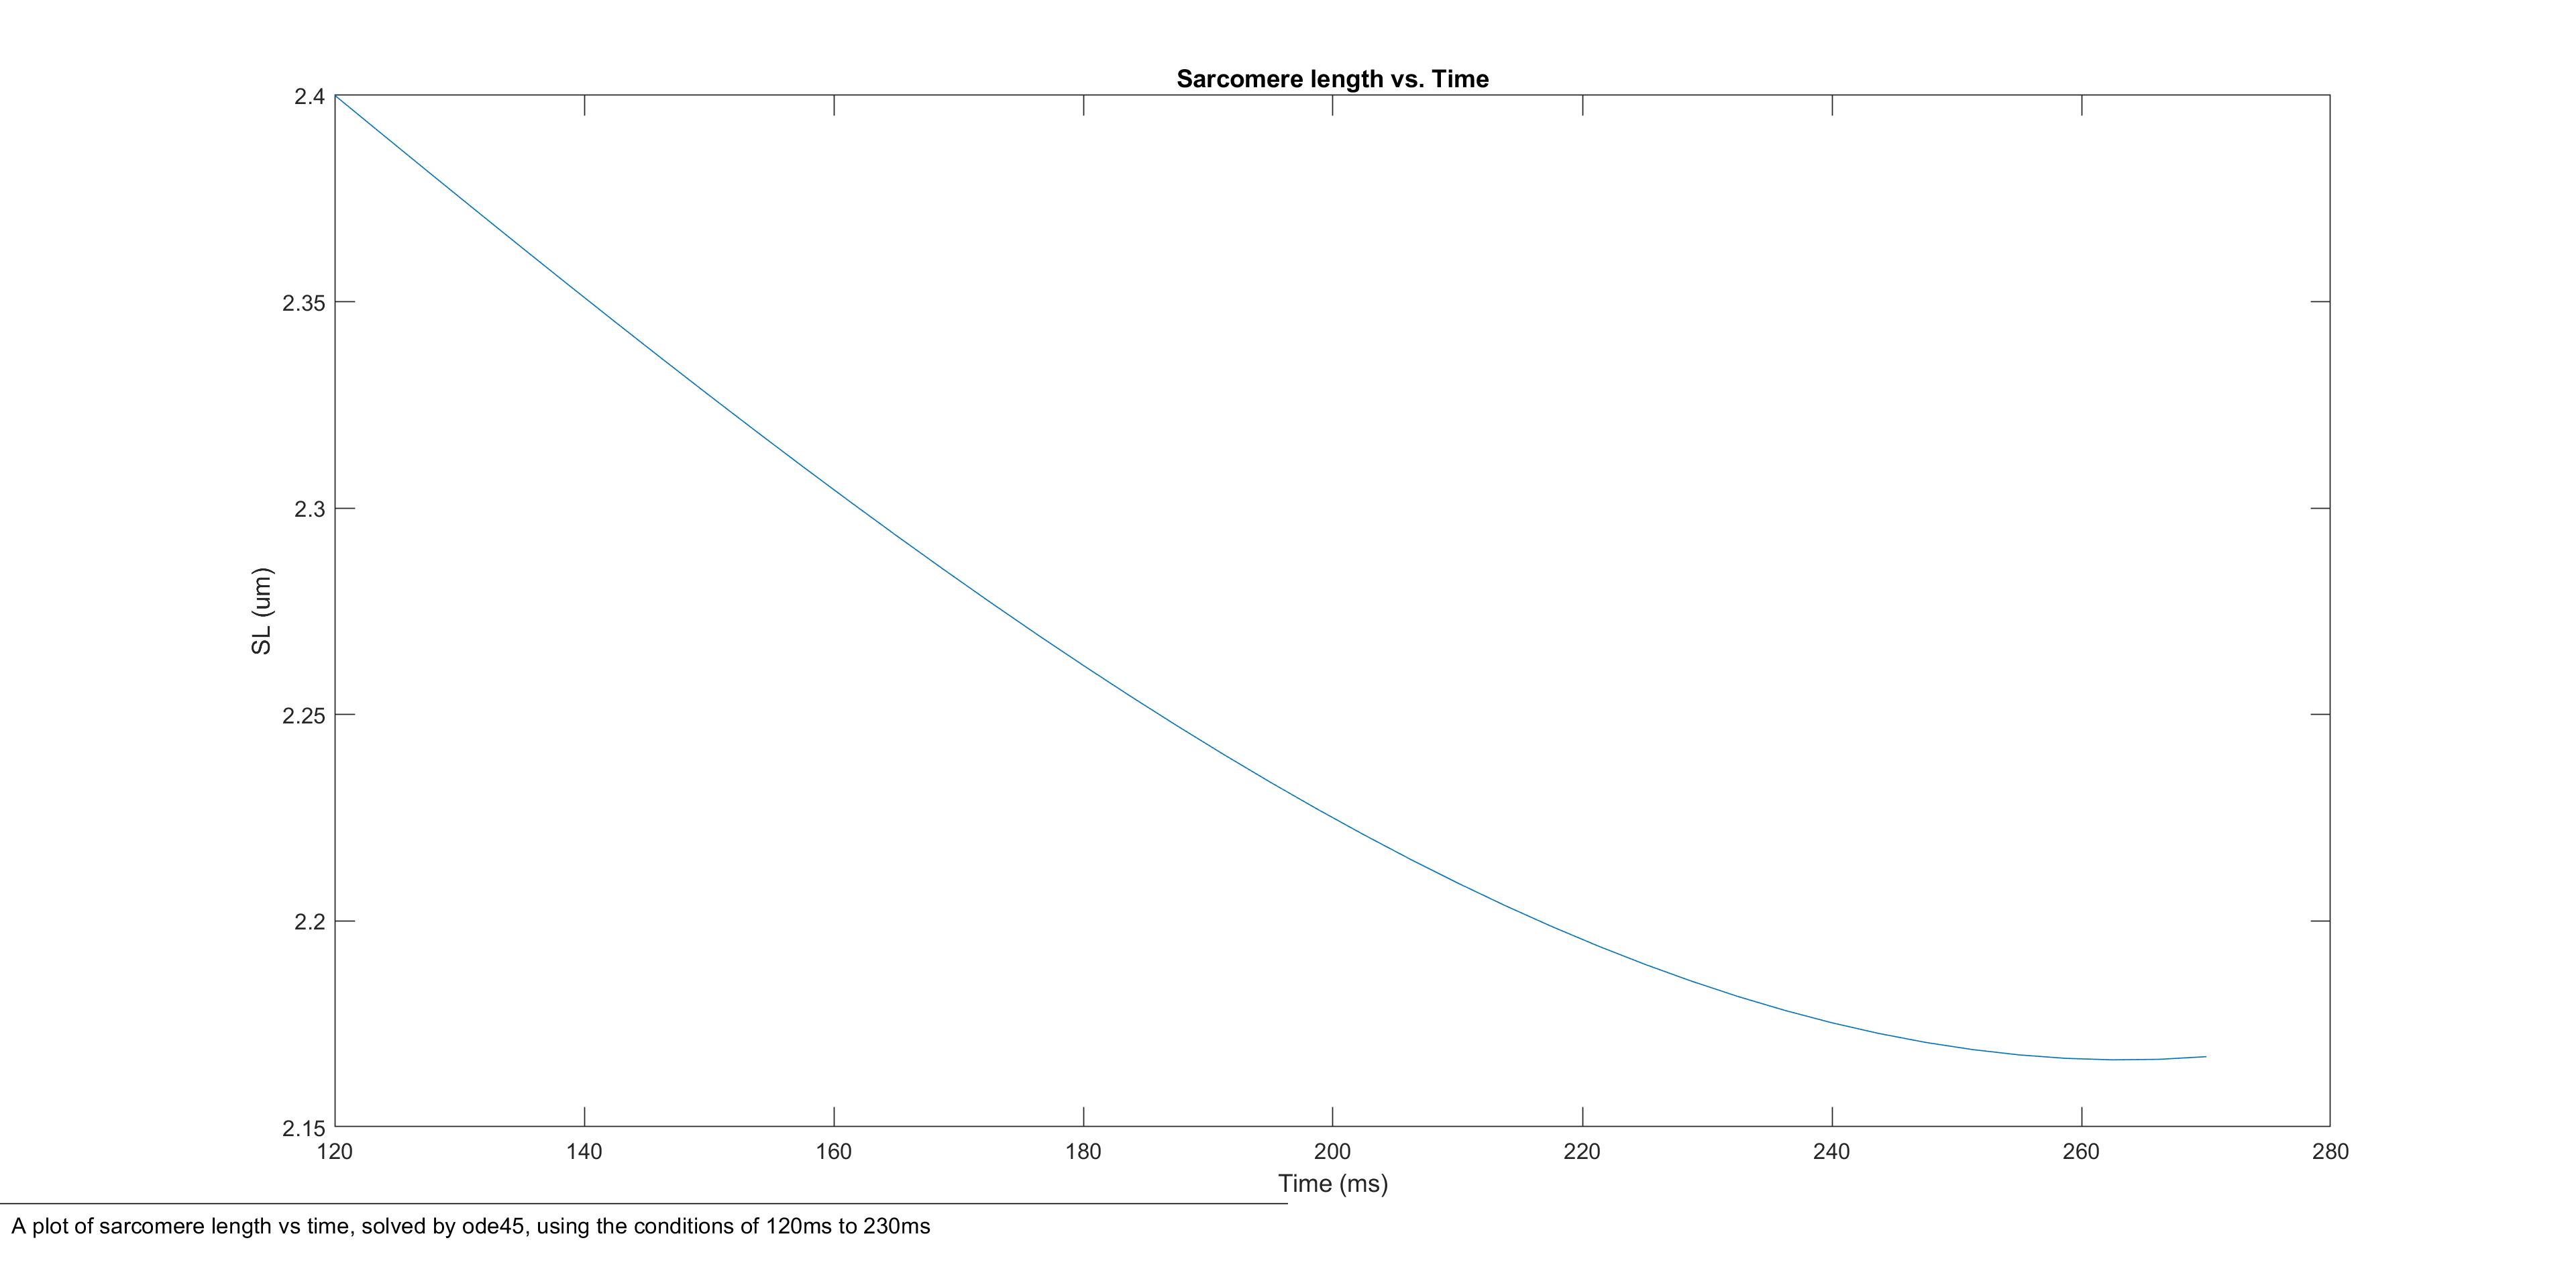 Sarcomere length vs. Time
2.4
2.35
2.3
2.25
2.2
2.15
SL (um)
120 140 160 180 200 220 240 260 280
Time (ms)
A plot of sarcomere length vs time, solved by ode45, using the conditions of 120ms to 230ms